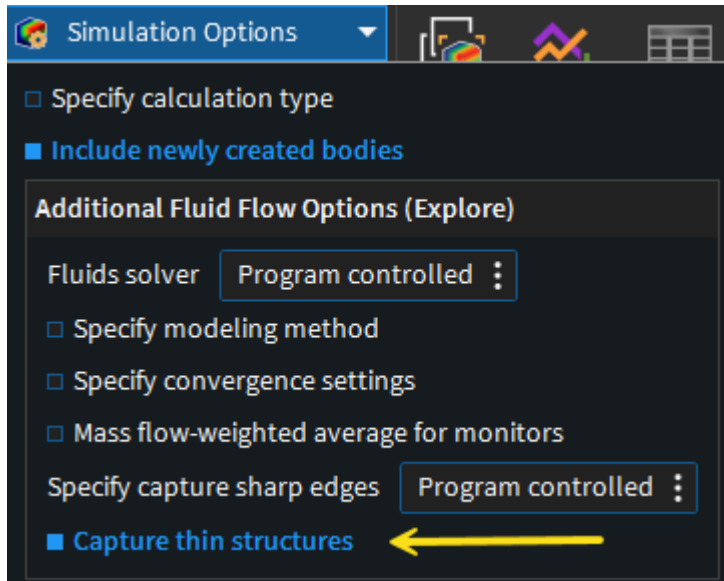 Simulation Options
Specify calculation type
Include newly created bodies
Additional Fluid Flow Options (Explore)
Fluids solver Program controlled
Specify modeling method
Specify convergence settings
Mass flow-weighted average for monitors
Specify capture sharp edges Program controlled
Capture thin structures